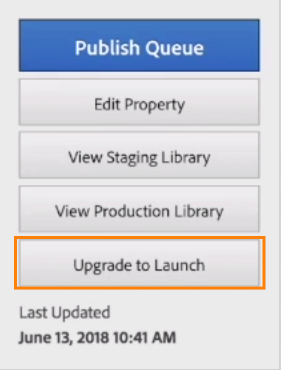 Publish Queue
Edit Property
View Staging Library
View Production Library
Upgrade to Launch
Last Updated
June 13, 2018 10:41 AM